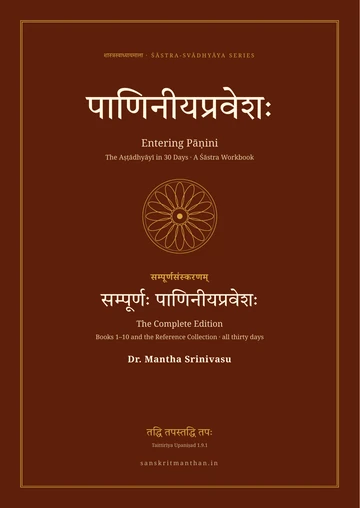 शास्त्रस्वाध्यायमाला · ŚĀSTRA-SVĀDHYĀYA SERIES
पाणिनीयप्रवेशः
Entering Pāṇini
The Aṣṭādhyāyī in 30 Days · A Śāstra Workbook
सम्पूर्णसंस्करणम्
सम्पूर्णः पाणिनीयप्रवेशः
The Complete Edition
Books 1–10 and the Reference Collection · all thirty days
Dr. Mantha Srinivasu
तद्धि तपस्तद्धि तपः
Taittirīya Upaniṣad 1.9.1
sanskritmanthan.in